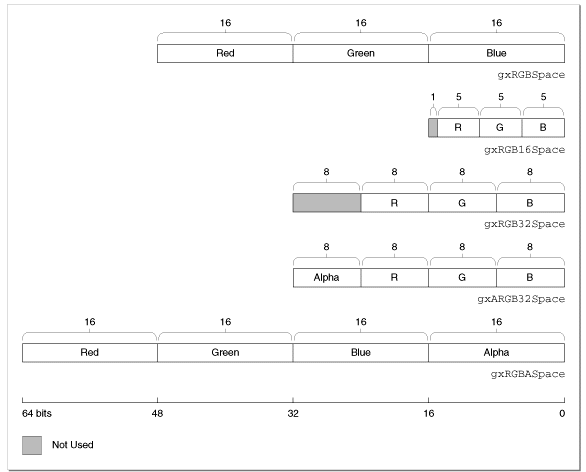 16 16 16
Red Green Blue
gxRGBSpace
1 5 5 5
R G B
gxRGB16Space
8 8 8 8
R G B
gxRGB32Space
8 8 8 8
Alpha R G B
gxARGB32Space
16 16 16 16
Red Green Blue Alpha
gxRGBASpace
64 bits 48 32 16 0
Not Used